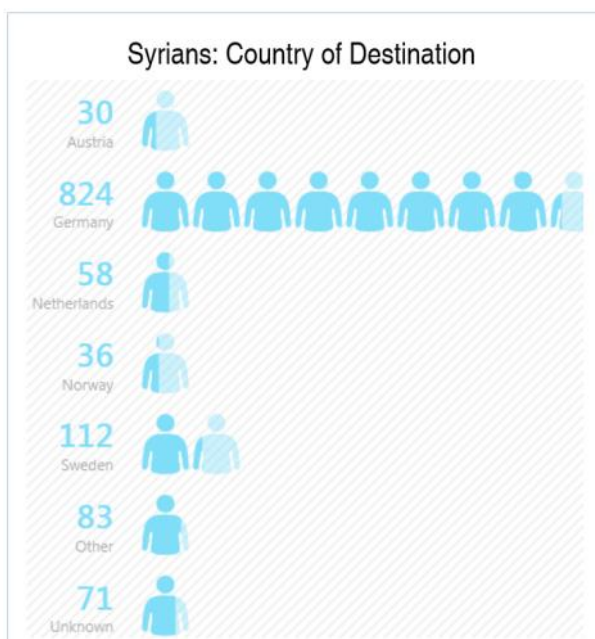 Syrians: Country of Destination
30
Austria
824
Germany
58
Netherlands
36
Norway
112
Sweden
83
Other
71
Unknown